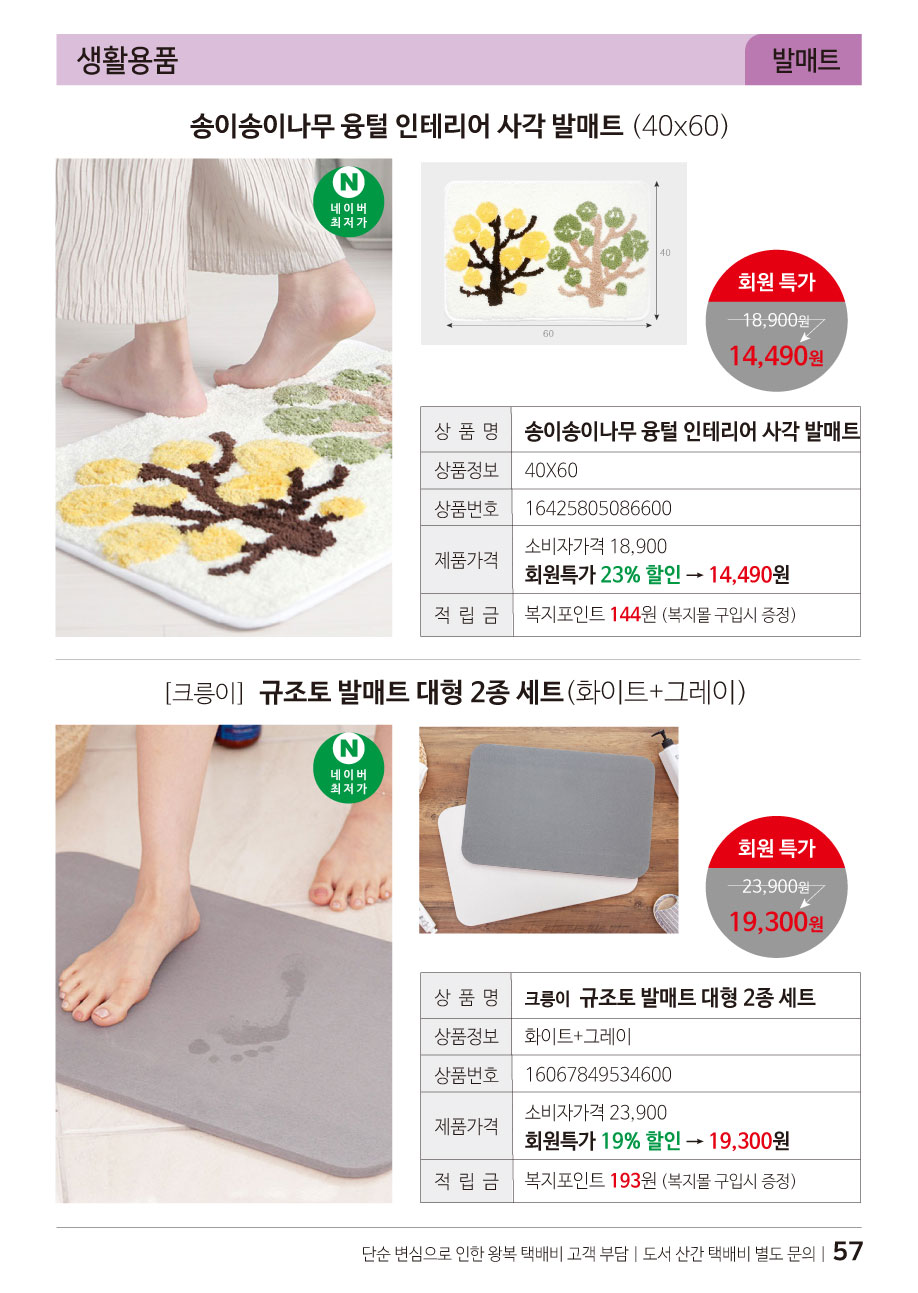 생활용품
발매트
송이송이나무 융털 인테리어 사각 발매트 (40x60)
N
네이버
최저가
40
60
회원 특가
18,900원
14,490원
상 품 명 송이송이나무 융털 인테리어 사각 발매트
상품정보 40X60
상품번호 16425805086600
제품가격 소비자가격 18,900
회원특가 23% 할인 → 14,490원
적 립 금 복지포인트 144원 (복지몰 구입시 증정)
[크릉이] 규조토 발매트 대형 2종 세트(화이트+그레이)
N
네이버
최저가
회원 특가
23,900원
19,300원
상 품 명 크릉이 규조토 발매트 대형 2종 세트
상품정보 화이트+그레이
상품번호 16067849534600
제품가격 소비자가격 23,900
회원특가 19% 할인 → 19,300원
적 립 금 복지포인트 193원 (복지몰 구입시 증정)
단순 변심으로 인한 왕복 택배비 고객 부담 | 도서 산간 택배비 별도 문의 | 57